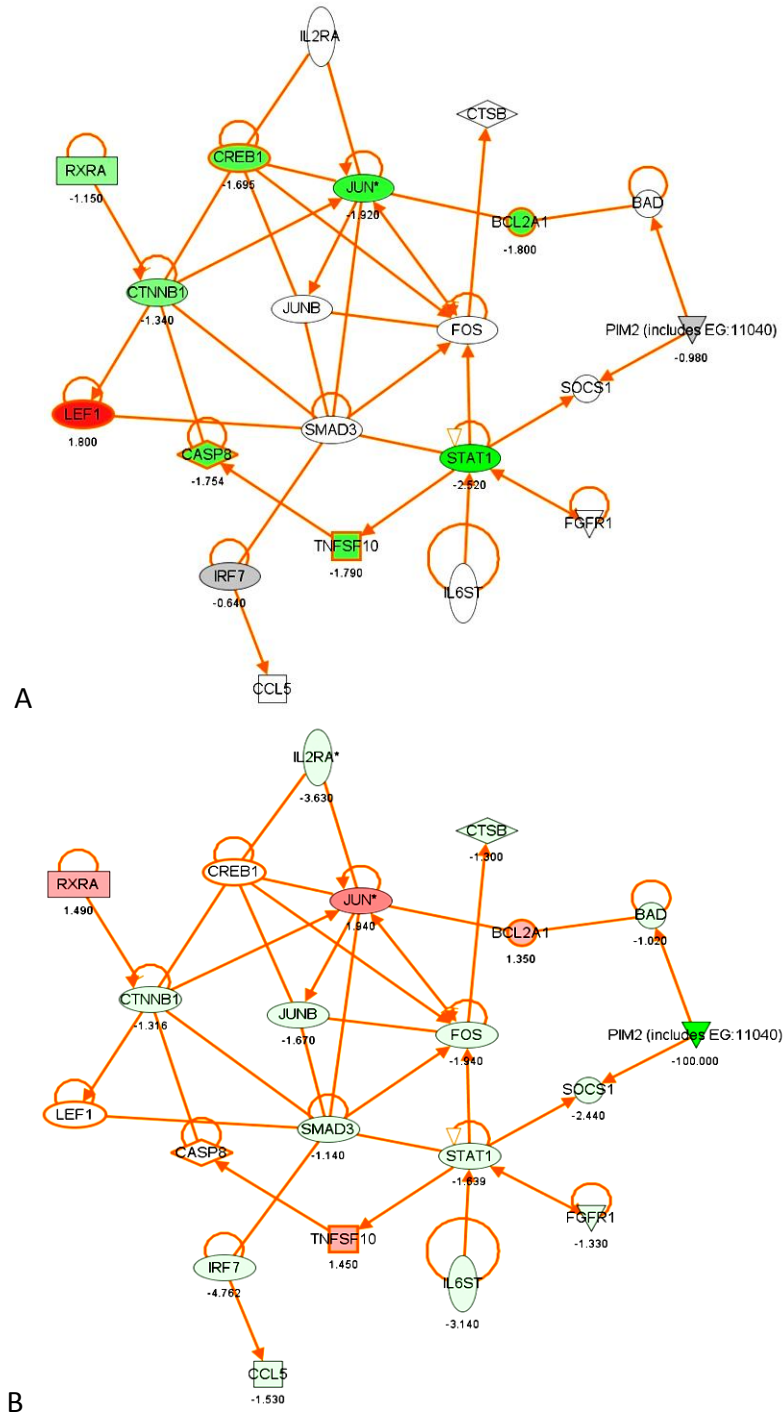 IL2RA
CTSB
CREB1
-1.695
RXRA
-1.150
JUN*
-1.920
BAD
BCL2A1
-1.800
CTNNB1
-1.340
JUNB
FOS
PIM2 (includes EG:11040)
-0.980
SOCS1
LEF1
1.800
SMAD3
CASP8
-1.754
STAT1
-2.520
FGFR1
TNFSF10
-1.790
IRF7
-0.640
IL6ST
CCL5
A
IL2RA*
-3.630
CTSB
-1.300
CREB1
RXRA
1.490
JUN*
1.940
BAD
-1.020
BCL2A1
1.350
CTNNB1
-1.316
JUNB
-1.670
FOS
-1.940
PIM2 (includes EG:11040)
-100.000
SOCS1
-2.440
LEF1
SMAD3
-1.140
CASP8
STAT1
-1.639
FGFR1
-1.330
TNFSF10
1.450
IRF7
-4.762
IL6ST
-3.140
CCL5
-1.530
B